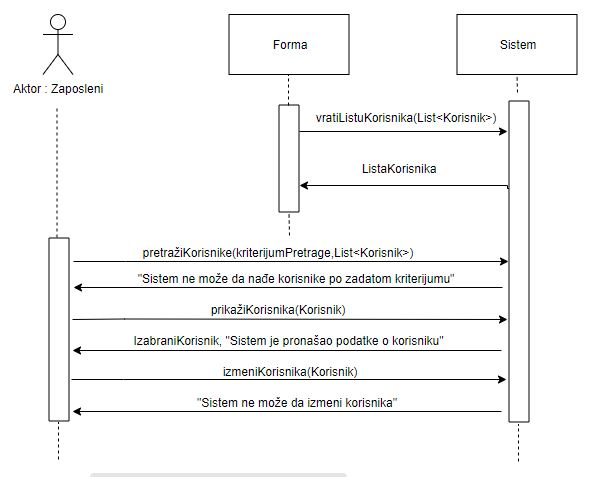 Forma
Sistem
Aktor : Zaposleni
vratiListuKorisnika(List<Korisnik>)
ListaKorisnika
pretražiKorisnike(kriterijumPretrage,List<Korisnik>)
"Sistem ne može da nađe korisnike po zadatom kriterijumu"
prikažiKorisnika(Korisnik)
IzabraniKorisnik, "Sistem je pronašao podatke o korisniku"
izmeniKorisnika(Korisnik)
"Sistem ne može da izmeni korisnika"